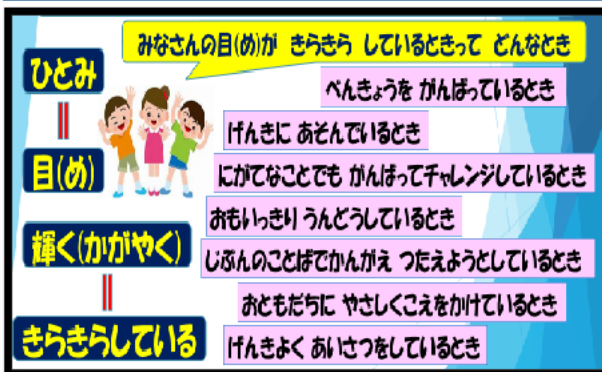 みなさんの目(め)が きらきら しているときって どんなとき
ひとみ
=
目(め)
輝く(かがやく)
=
きらきらしている
べんきょうを がんばっているとき
げんきに あそんでいるとき
にがてなことでも がんばってチャレンジしているとき
おもいっきり うんどうしているとき
じぶんのことばでかんがえ つたえようとしているとき
おともだちに やさしくこえをかけているとき
げんきよく あいさつをしているとき